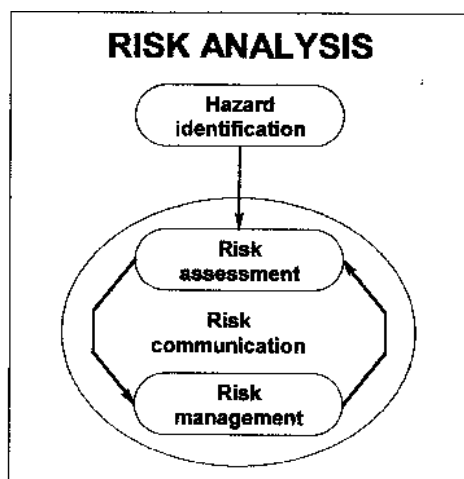 RISK ANALYSIS
Hazard
identification
Risk
assessment
Risk
communication
Risk
management